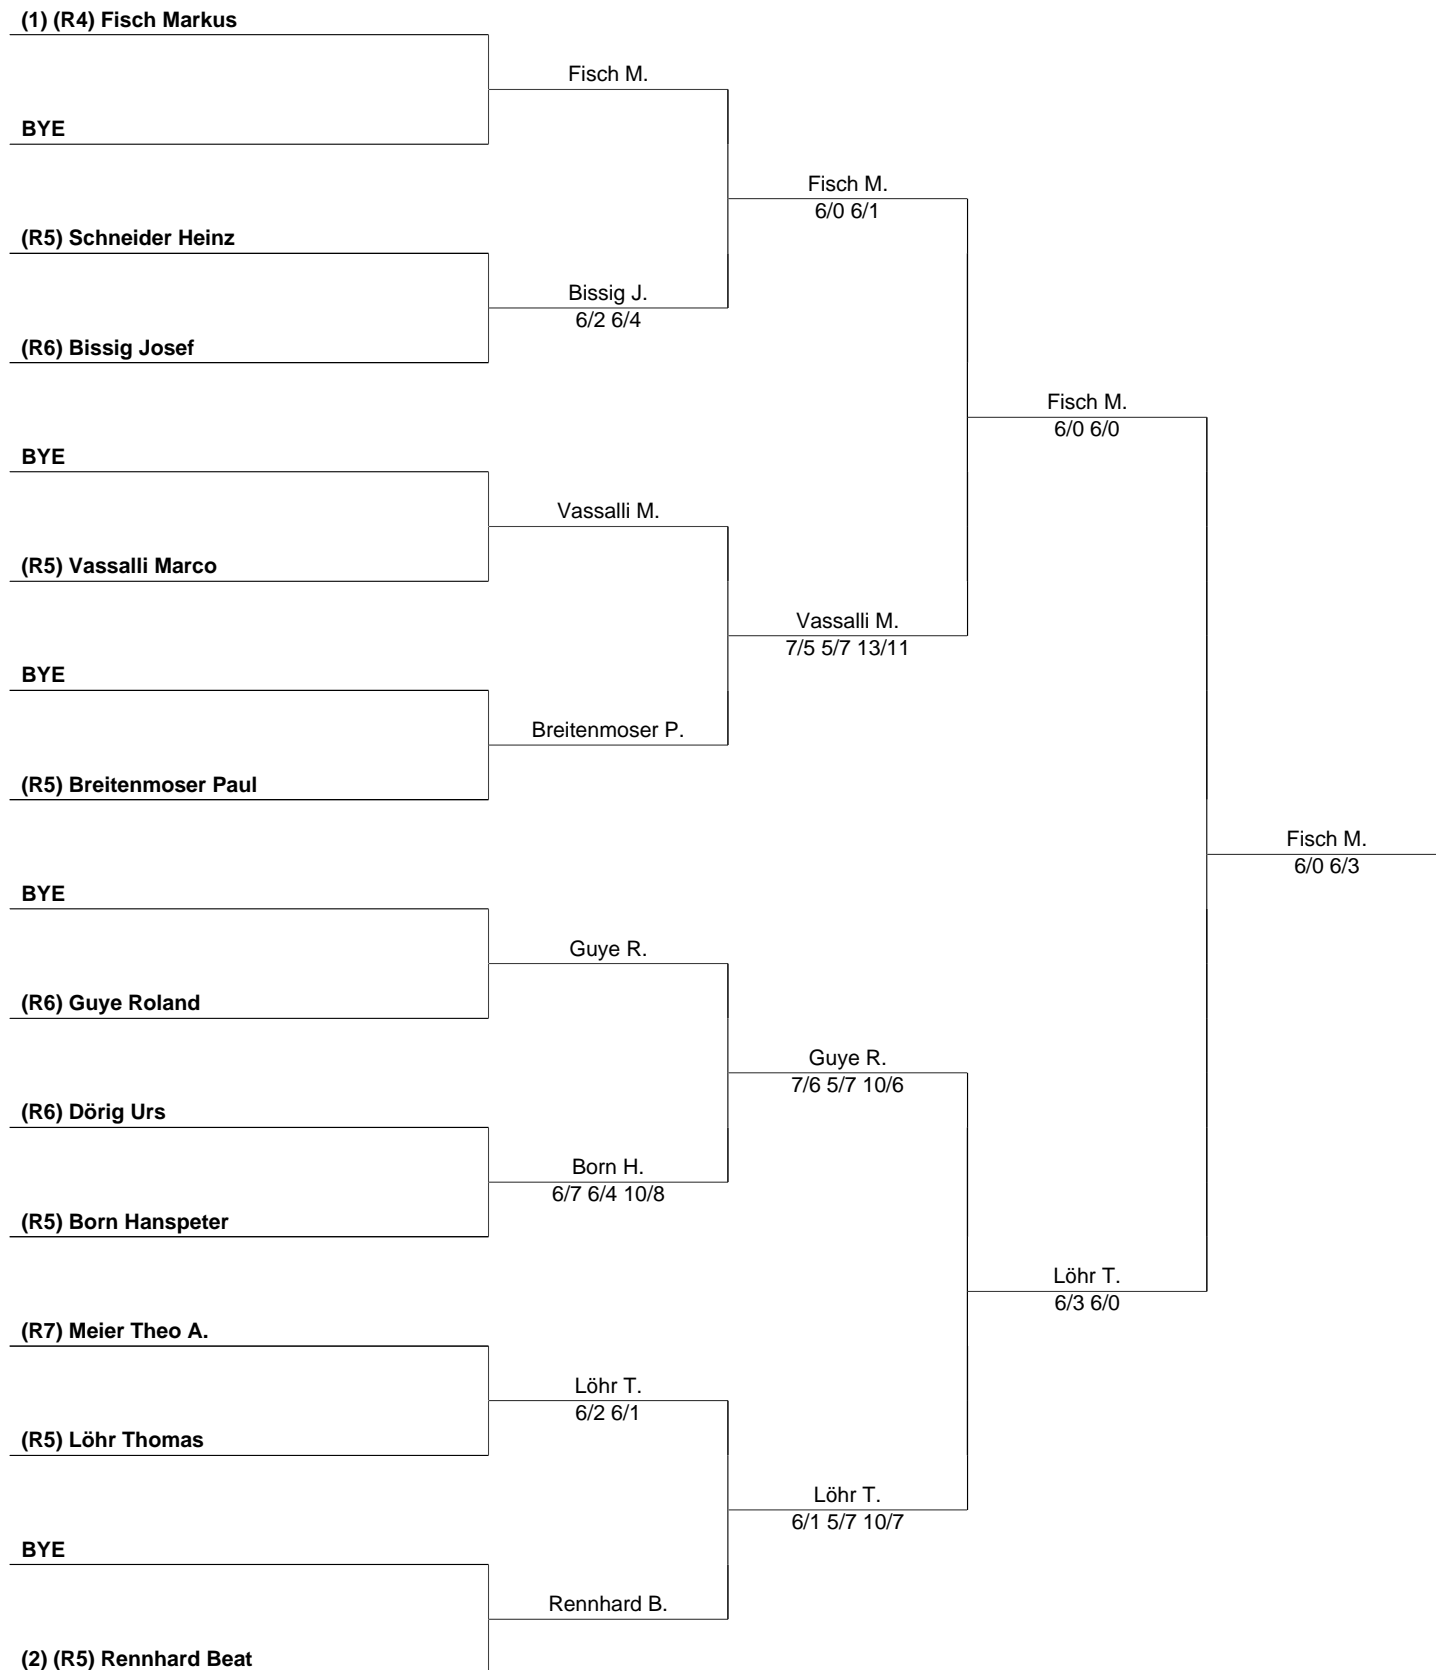 (1) (R4) Fisch Markus
Fisch M.
BYE
Fisch M.
6/0 6/1
(R5) Schneider Heinz
Bissig J.
6/2 6/4
(R6) Bissig Josef
Fisch M.
6/0 6/0
BYE
Vassalli M.
(R5) Vassalli Marco
Vassalli M.
7/5 5/7 13/11
BYE
Breitenmoser P.
(R5) Breitenmoser Paul
Fisch M.
6/0 6/3
BYE
Guye R.
(R6) Guye Roland
Guye R.
7/6 5/7 10/6
(R6) Dörig Urs
Born H.
6/7 6/4 10/8
(R5) Born Hanspeter
Löhr T.
6/3 6/0
(R7) Meier Theo A.
Löhr T.
6/2 6/1
(R5) Löhr Thomas
Löhr T.
6/1 5/7 10/7
BYE
Rennhard B.
(2) (R5) Rennhard Beat